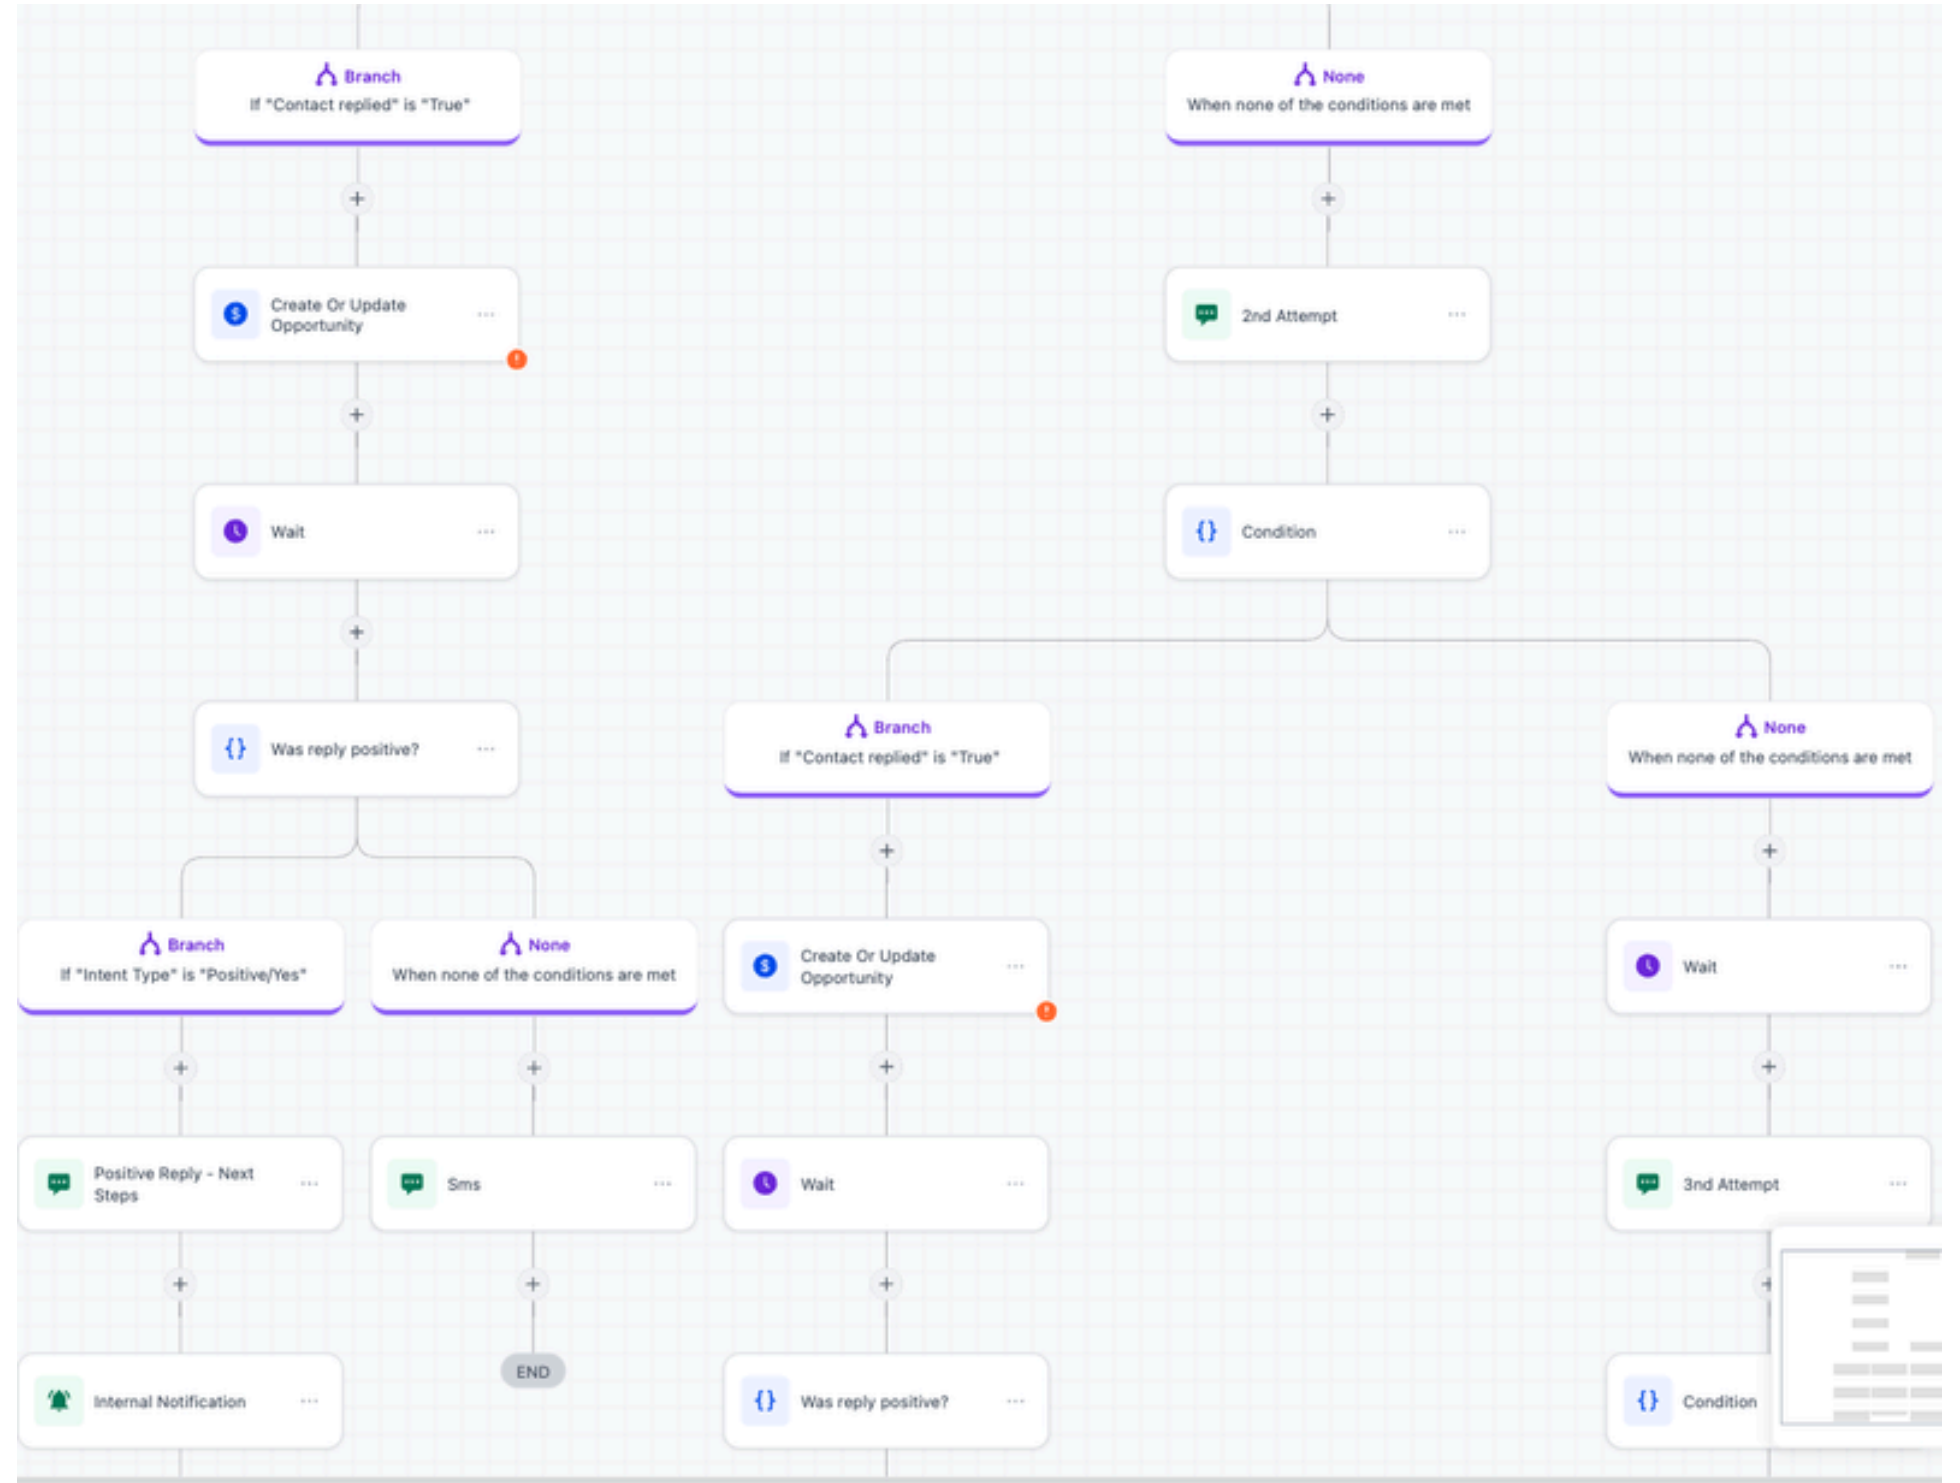 Branch
If "Contact replied" is "True"
None
When none of the conditions are met
Create Or Update
Opportunity
2nd Attempt
Wait
Condition
Was reply positive?
Branch
If "Contact replied" is "True"
None
When none of the conditions are met
Branch
If "Intent Type" is "Positive/Yes"
None
When none of the conditions are met
Create Or Update
Opportunity
Wait
Positive Reply - Next
Steps
Sms
Wait
3nd Attempt
END
Internal Notification
Was reply positive?
Condition